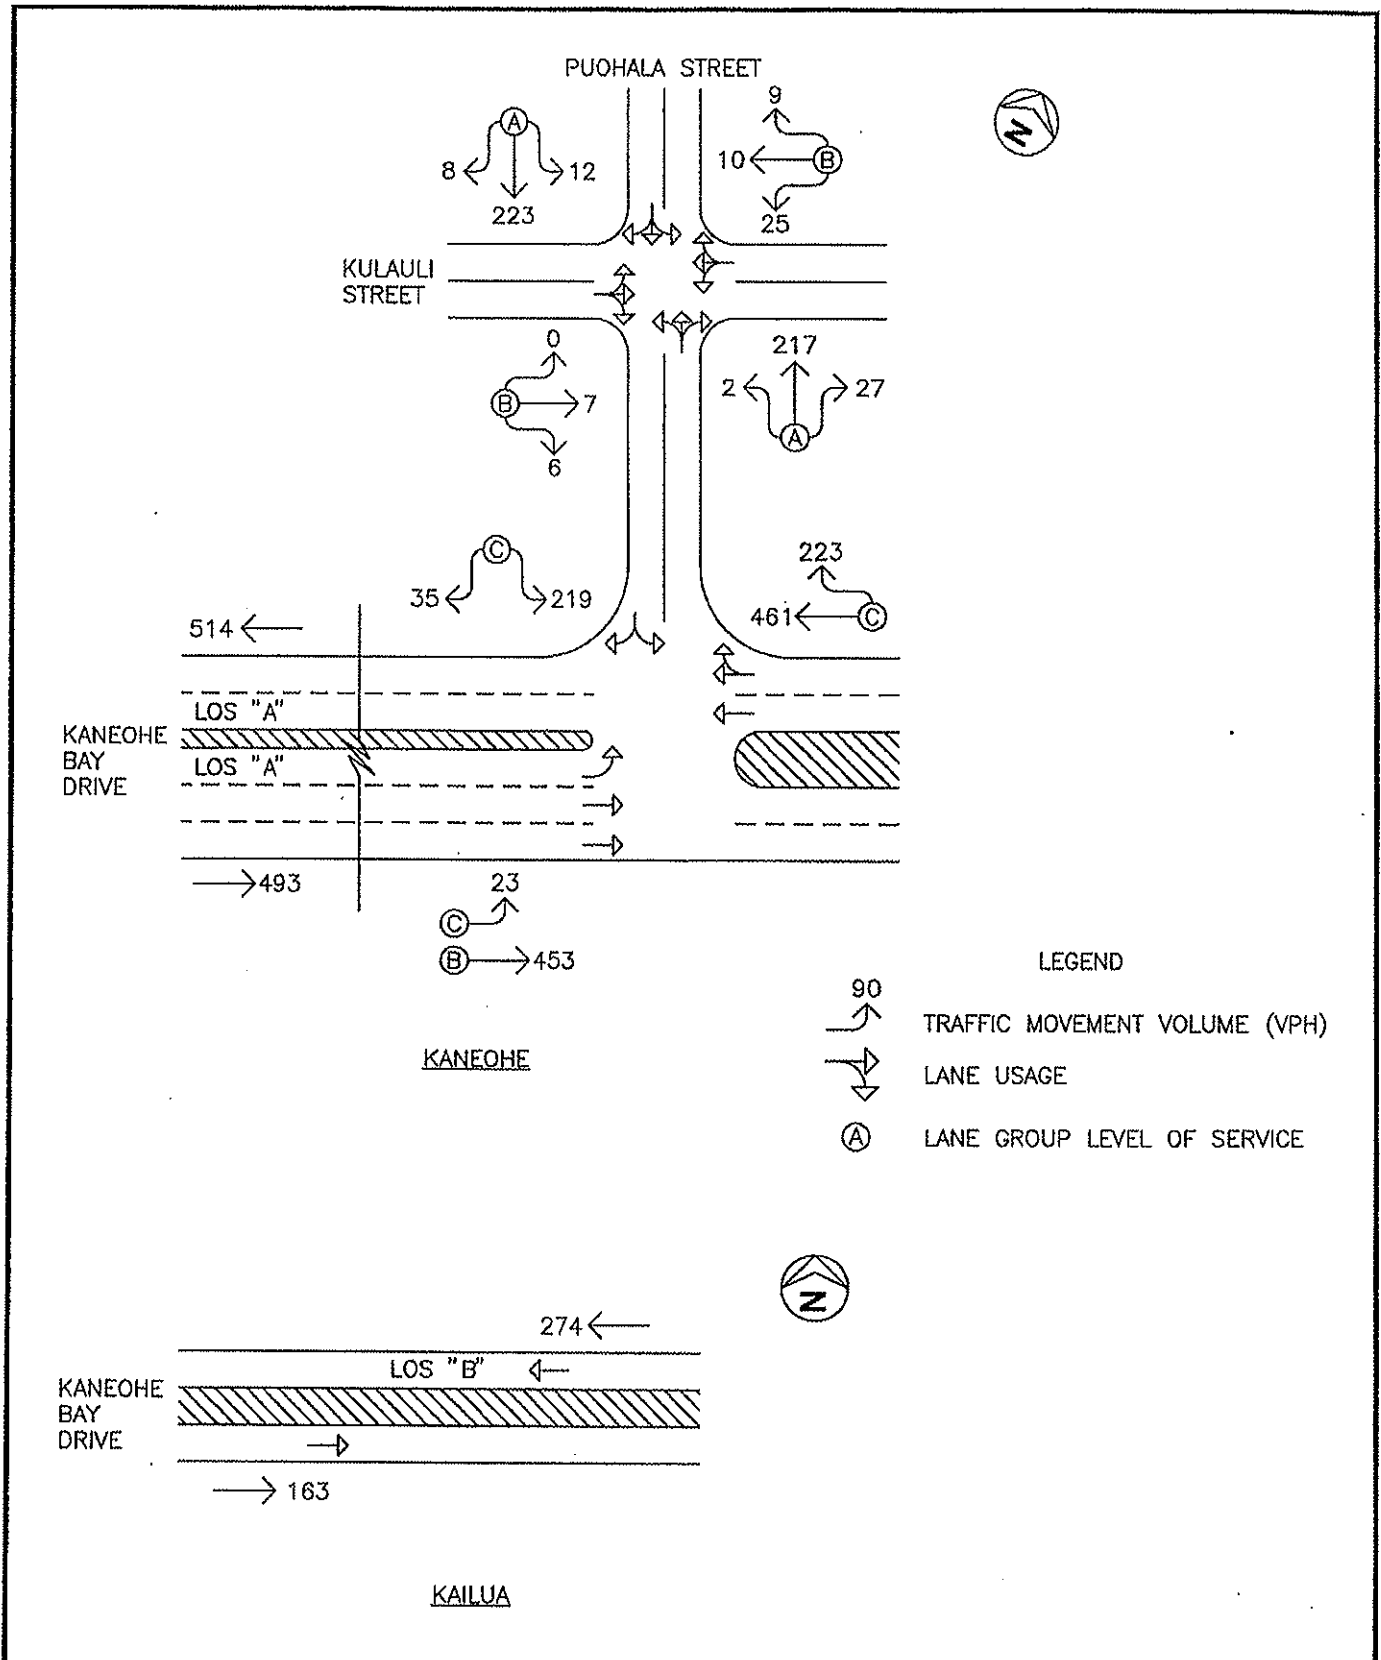 PUOHALA STREET
N
A
8
12
223
9
10
B
25
KULAULI
STREET
0
B
7
6
217
2
27
A
C
35
219
223
461
C
514
LOS "A"
KANEOHE
BAY
DRIVE
LOS "A"
493
23
C
B
453
KANEOHE
LEGEND
90
TRAFFIC MOVEMENT VOLUME (VPH)
LANE USAGE
A
LANE GROUP LEVEL OF SERVICE
N
274
LOS "B"
KANEOHE
BAY
DRIVE
163
KAILUA